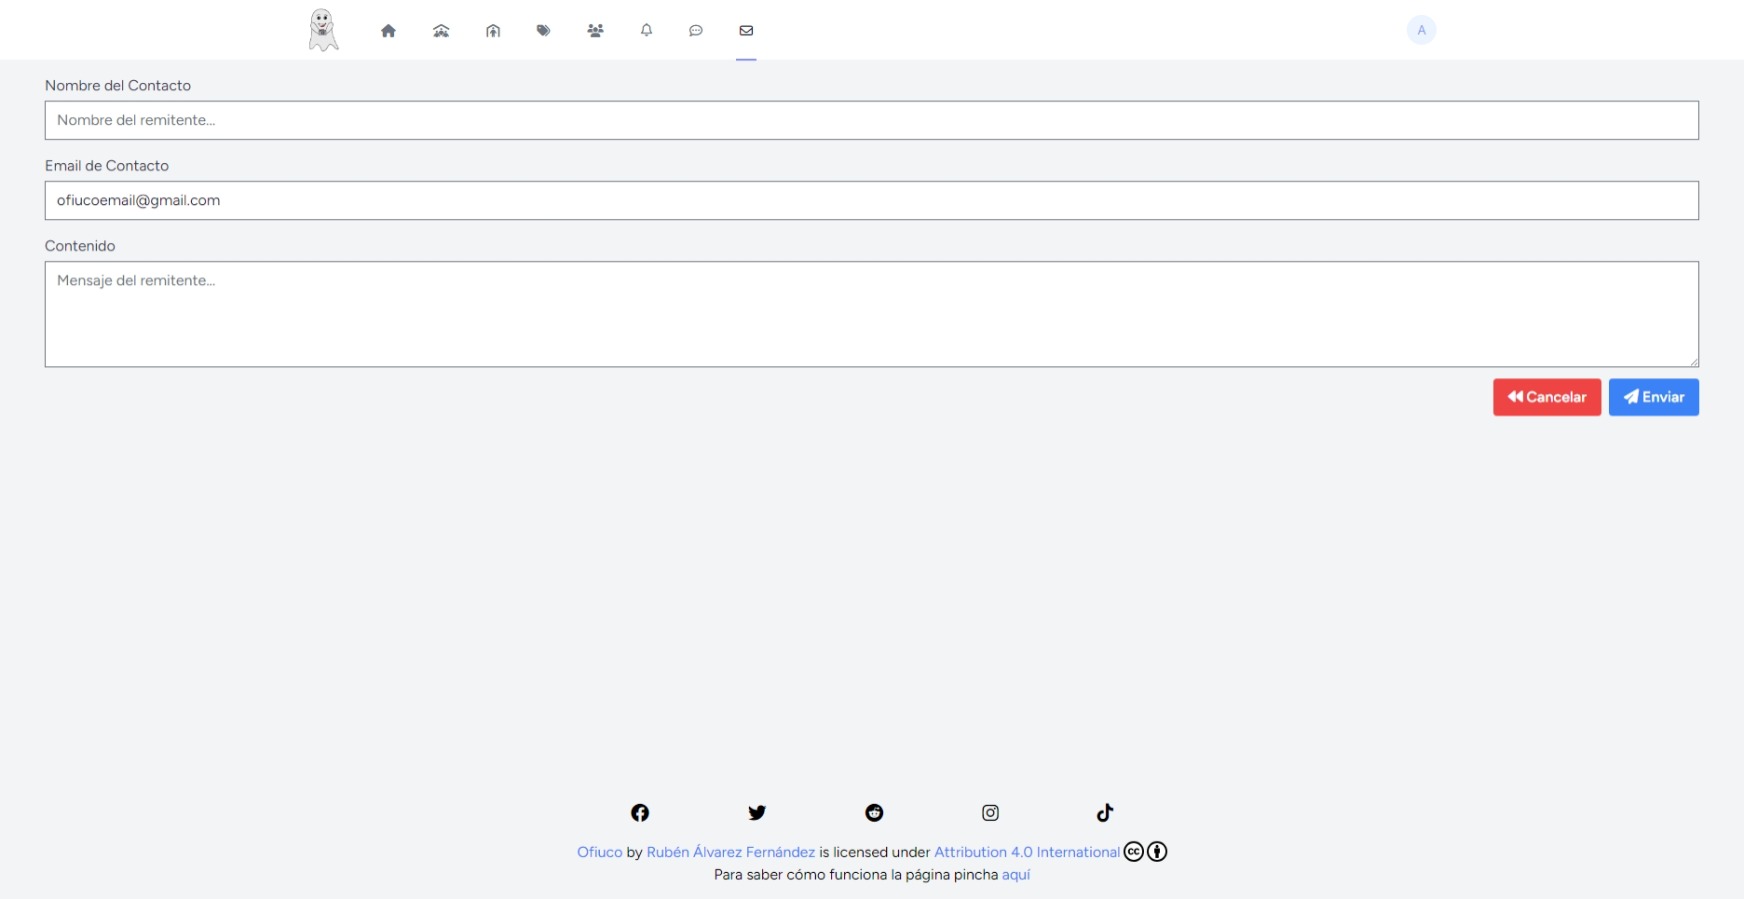 A
Nombre del Contacto
Nombre del remitente...
Email de Contacto
ofiucoemail@gmail.com
Contenido
Mensaje del remitente...
Cancelar Enviar
Ofiuco by Rubén Álvarez Fernández is licensed under Attribution 4.0 International cc
Para saber cómo funciona la página pincha aquí